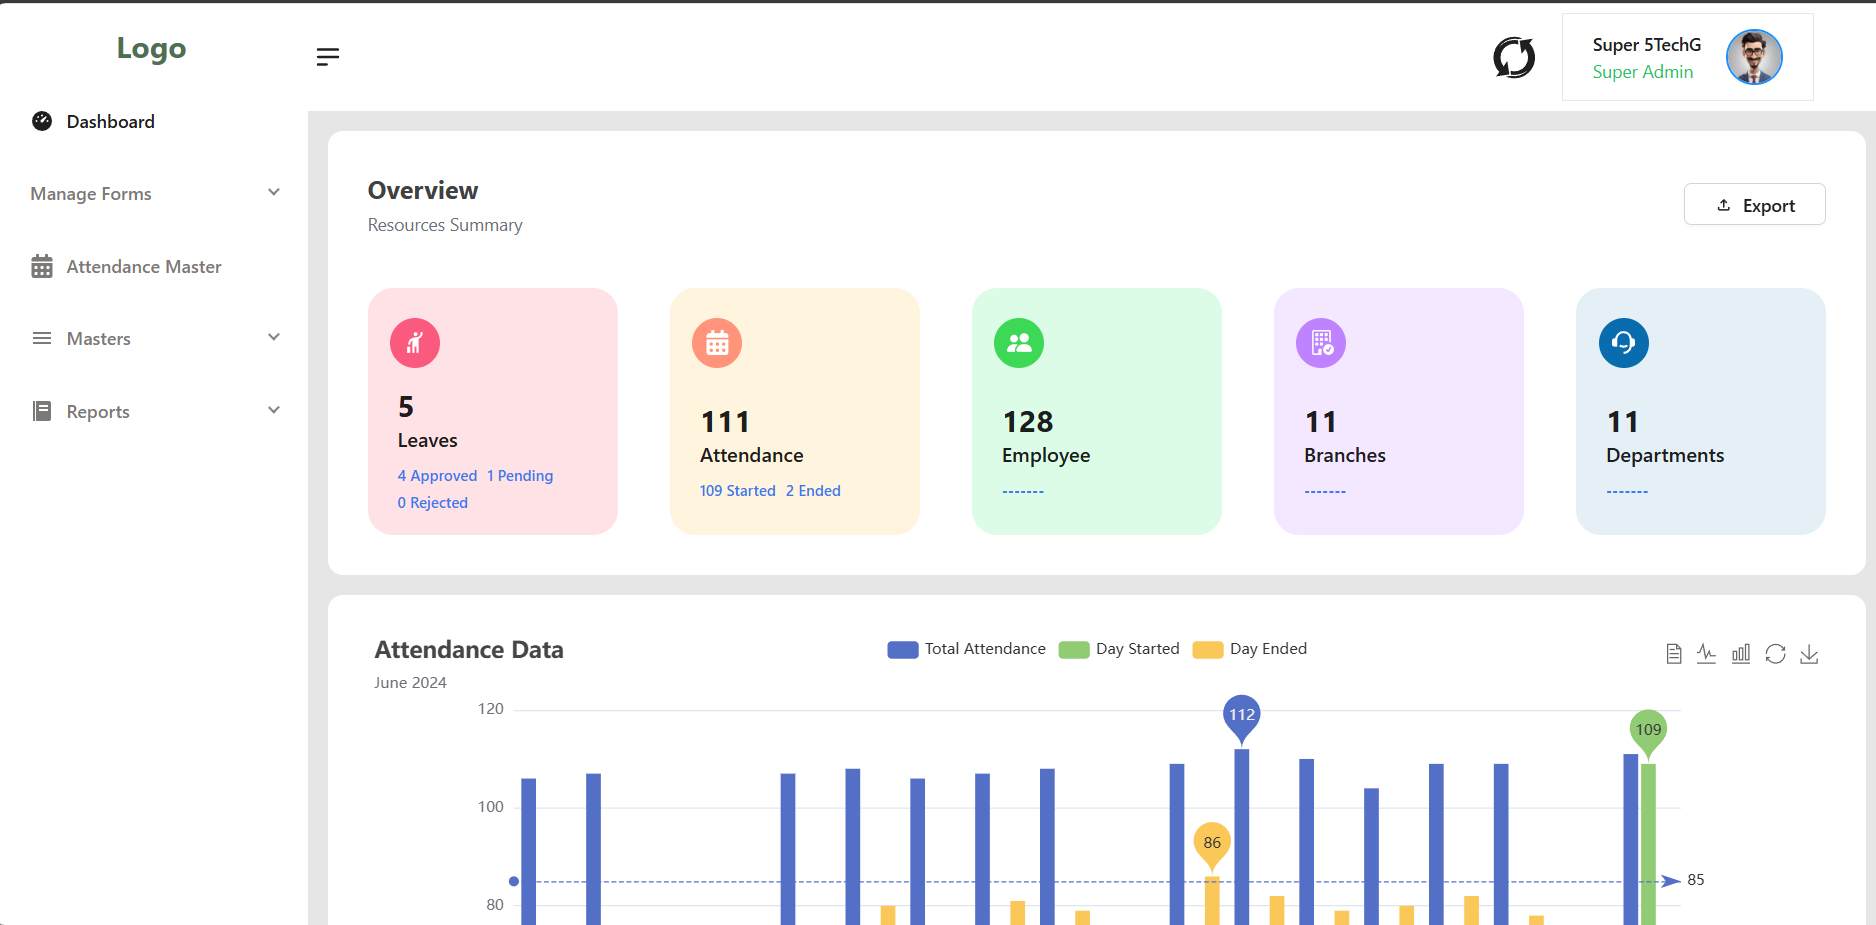 Logo
Super 5TechG
Super Admin
Dashboard
Manage Forms
Attendance Master
Masters
Reports
Overview
Resources Summary
Export
5
Leaves
4 Approved 1 Pending
0 Rejected
111
Attendance
109 Started 2 Ended
128
Employee
-------
11
Branches
-------
11
Departments
-------
Attendance Data
June 2024
Total Attendance Day Started Day Ended
120
112
109
100
86
85
80